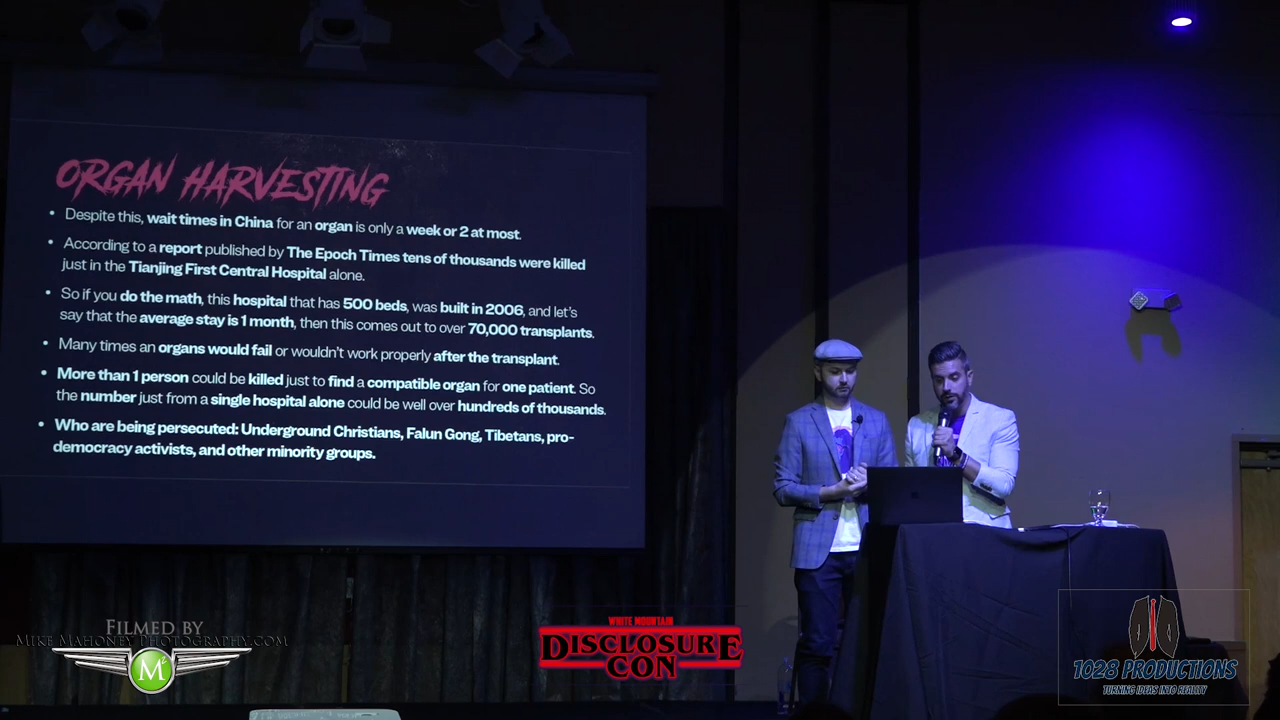 ORGAN HARVESTING
• Despite this, wait times in China for an organ is only a week or 2 at most.
• According to a report published by The Epoch Times tens of thousands were killed
just in the Tianjing First Central Hospital alone.
• So if you do the math, this hospital that has 500 beds, was built in 2006, and let's
say that the average stay is 1 month, then this comes out to over 70,000 transplants.
• Many times an organs would fail or wouldn't work properly after the transplant.
• More than 1 person could be killed just to find a compatible organ for one patient. So
the number just from a single hospital alone could be well over hundreds of thousands.
• Who are being persecuted: Underground Christians, Falun Gong, Tibetans, pro-
democracy activists, and other minority groups.
FILMED BY
MIKE MAHONEY PHOTOGRAPHY.COM
M
WHITE MOUNTAIN
DISCLOSURE
CON
1028 PRODUCTIONS
TURNING IDEAS INTO REALITY